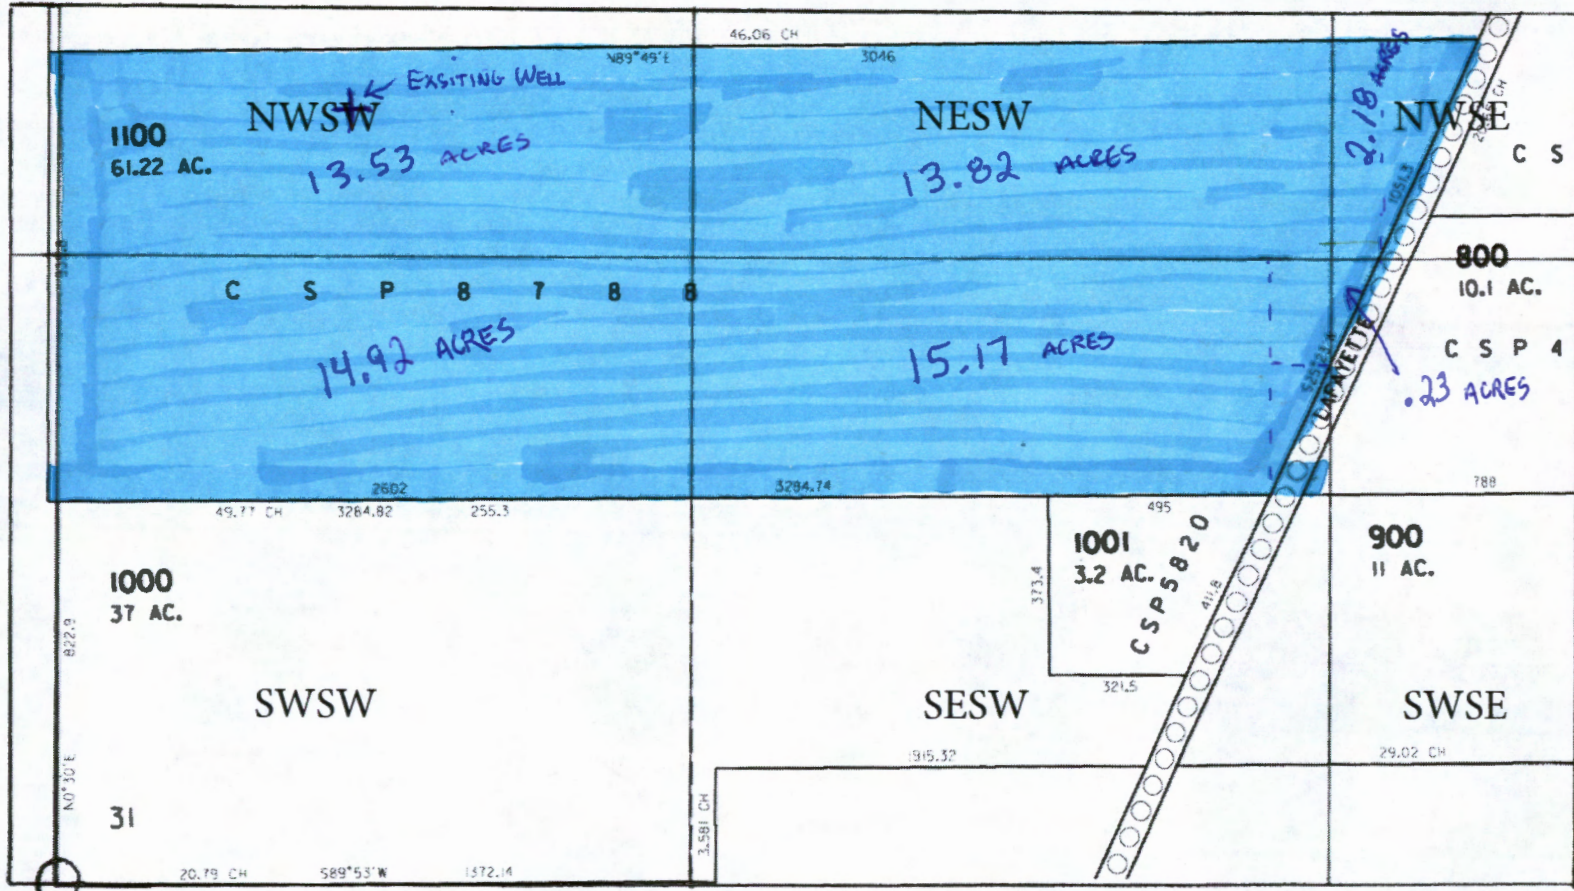 46.06 CH
N89°49'E
3046
EXSITING WELL
NWSW
NESW
NWSE
2.18 ACRES
1100
61.22 AC.
13.53 ACRES
13.82 ACRES
1051.3
C S
800
10.1 AC.
C S P 8 7 8 8
14.92 ACRES
15.17 ACRES
LAFAYETTE
C S P 4
.23 ACRES
2602
3284.74
49.77 CH
3264.82
255.3
495
788
1000
37 AC.
1001
3.2 AC.
CSP5820
900
11 AC.
373.4
411.8
822.9
321.5
SWSW
SESW
SWSE
1915.32
29.02 CH
N0°30'E
31
3.581 CH
20.79 CH
S89°53'W
1372.14